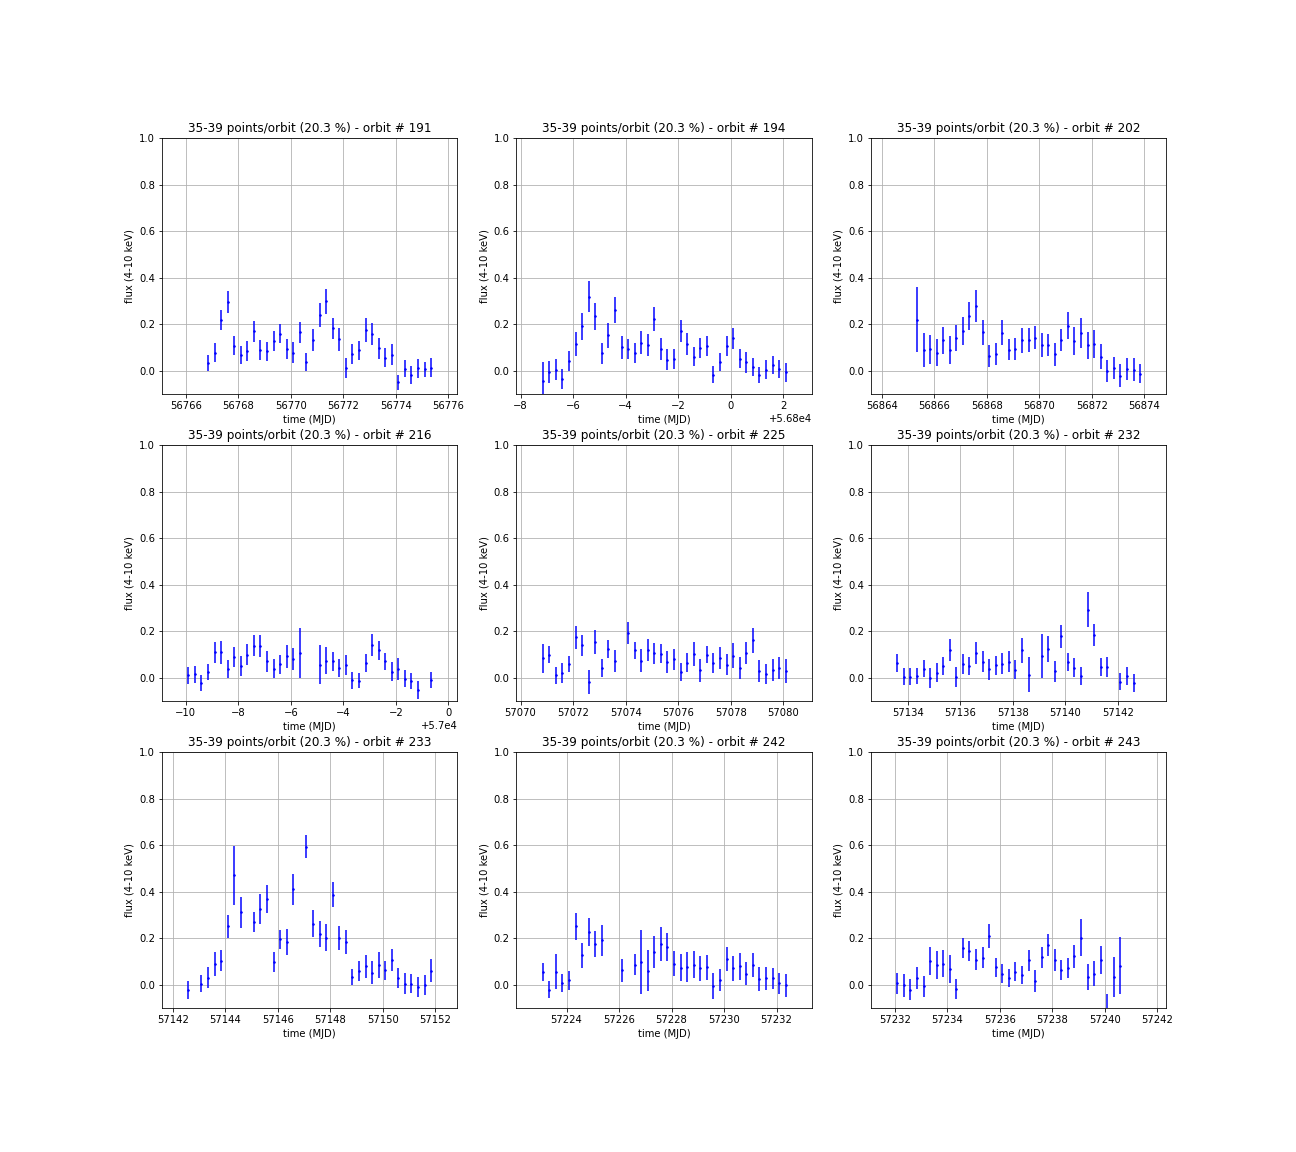 35-39 points/orbit (20.3 %) - orbit # 191
1.0
0.8
0.6
0.4
0.2
0.0
flux (4-10 keV)
56766 56768 56770 56772 56774 56776
time (MJD)
35-39 points/orbit (20.3 %) - orbit # 194
1.0
0.8
0.6
0.4
0.2
0.0
flux (4-10 keV)
−8 −6 −4 −2 0 2
time (MJD)
+5.68e4
35-39 points/orbit (20.3 %) - orbit # 202
1.0
0.8
0.6
0.4
0.2
0.0
flux (4-10 keV)
56864 56866 56868 56870 56872 56874
time (MJD)
35-39 points/orbit (20.3 %) - orbit # 216
1.0
0.8
0.6
0.4
0.2
0.0
flux (4-10 keV)
−10 −8 −6 −4 −2 0
time (MJD)
+5.7e4
35-39 points/orbit (20.3 %) - orbit # 225
1.0
0.8
0.6
0.4
0.2
0.0
flux (4-10 keV)
57070 57072 57074 57076 57078 57080
time (MJD)
35-39 points/orbit (20.3 %) - orbit # 232
1.0
0.8
0.6
0.4
0.2
0.0
flux (4-10 keV)
57134 57136 57138 57140 57142
time (MJD)
35-39 points/orbit (20.3 %) - orbit # 233
1.0
0.8
0.6
0.4
0.2
0.0
flux (4-10 keV)
57142 57144 57146 57148 57150 57152
time (MJD)
35-39 points/orbit (20.3 %) - orbit # 242
1.0
0.8
0.6
0.4
0.2
0.0
flux (4-10 keV)
57224 57226 57228 57230 57232
time (MJD)
35-39 points/orbit (20.3 %) - orbit # 243
1.0
0.8
0.6
0.4
0.2
0.0
flux (4-10 keV)
57232 57234 57236 57238 57240 57242
time (MJD)